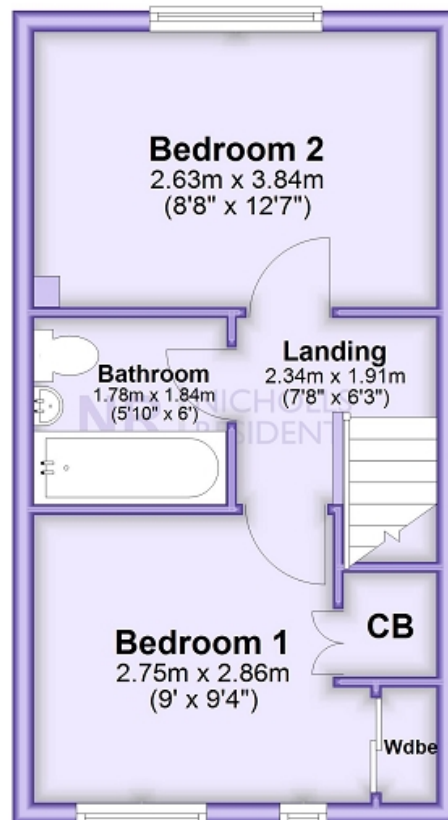 Bedroom 2
2.63m x 3.84m
(8'8" x 12'7")
Landing
2.34m x 1.91m
(7'8" x 6'3")
Bathroom
1.78m x 1.84m
(5'10" x 6')
Bedroom 1
2.75m x 2.86m
(9' x 9'4")
CB
Wdbe